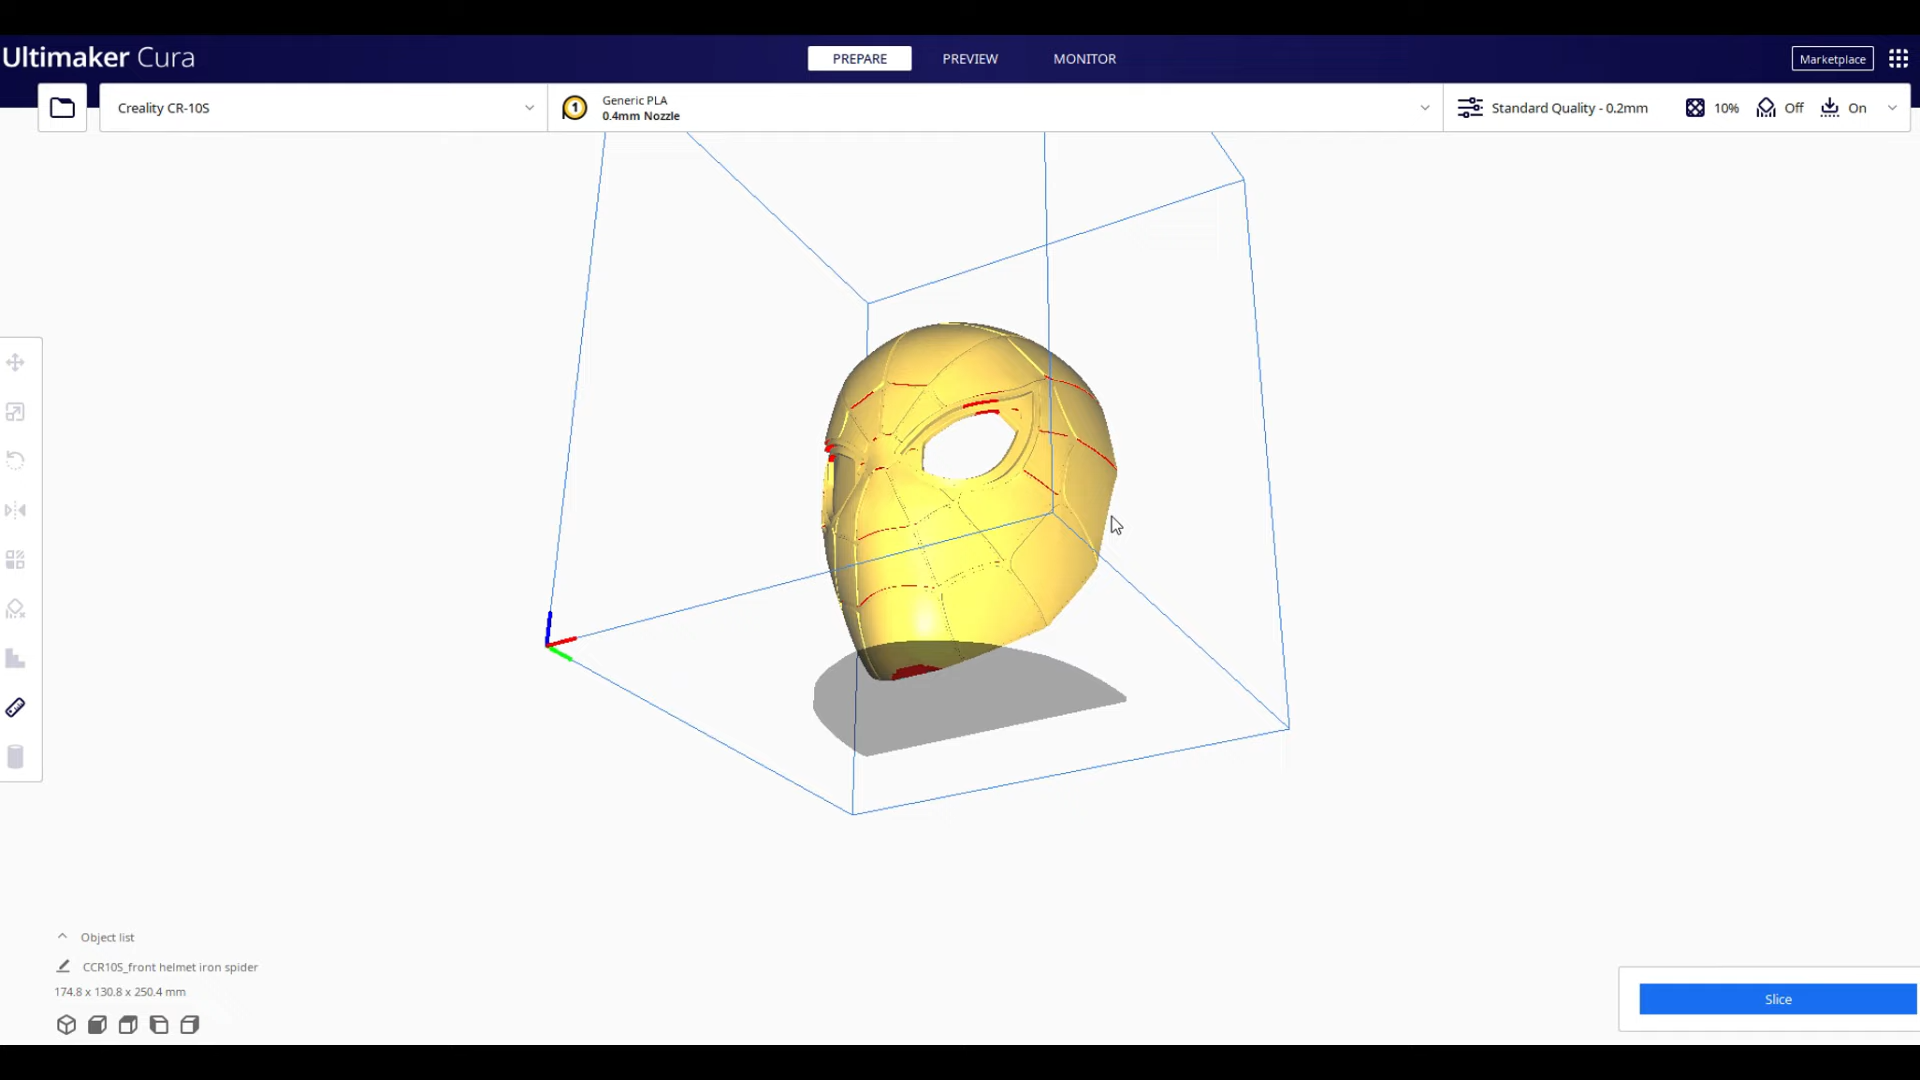 Ultimaker Cura
PREPARE
PREVIEW
MONITOR
Marketplace
Creality CR-10S
1
Generic PLA
0.4mm Nozzle
Standard Quality - 0.2mm
10%
Off
On
Object list
CCR10S_front helmet iron spider
174.8 x 130.8 x 250.4 mm
Slice